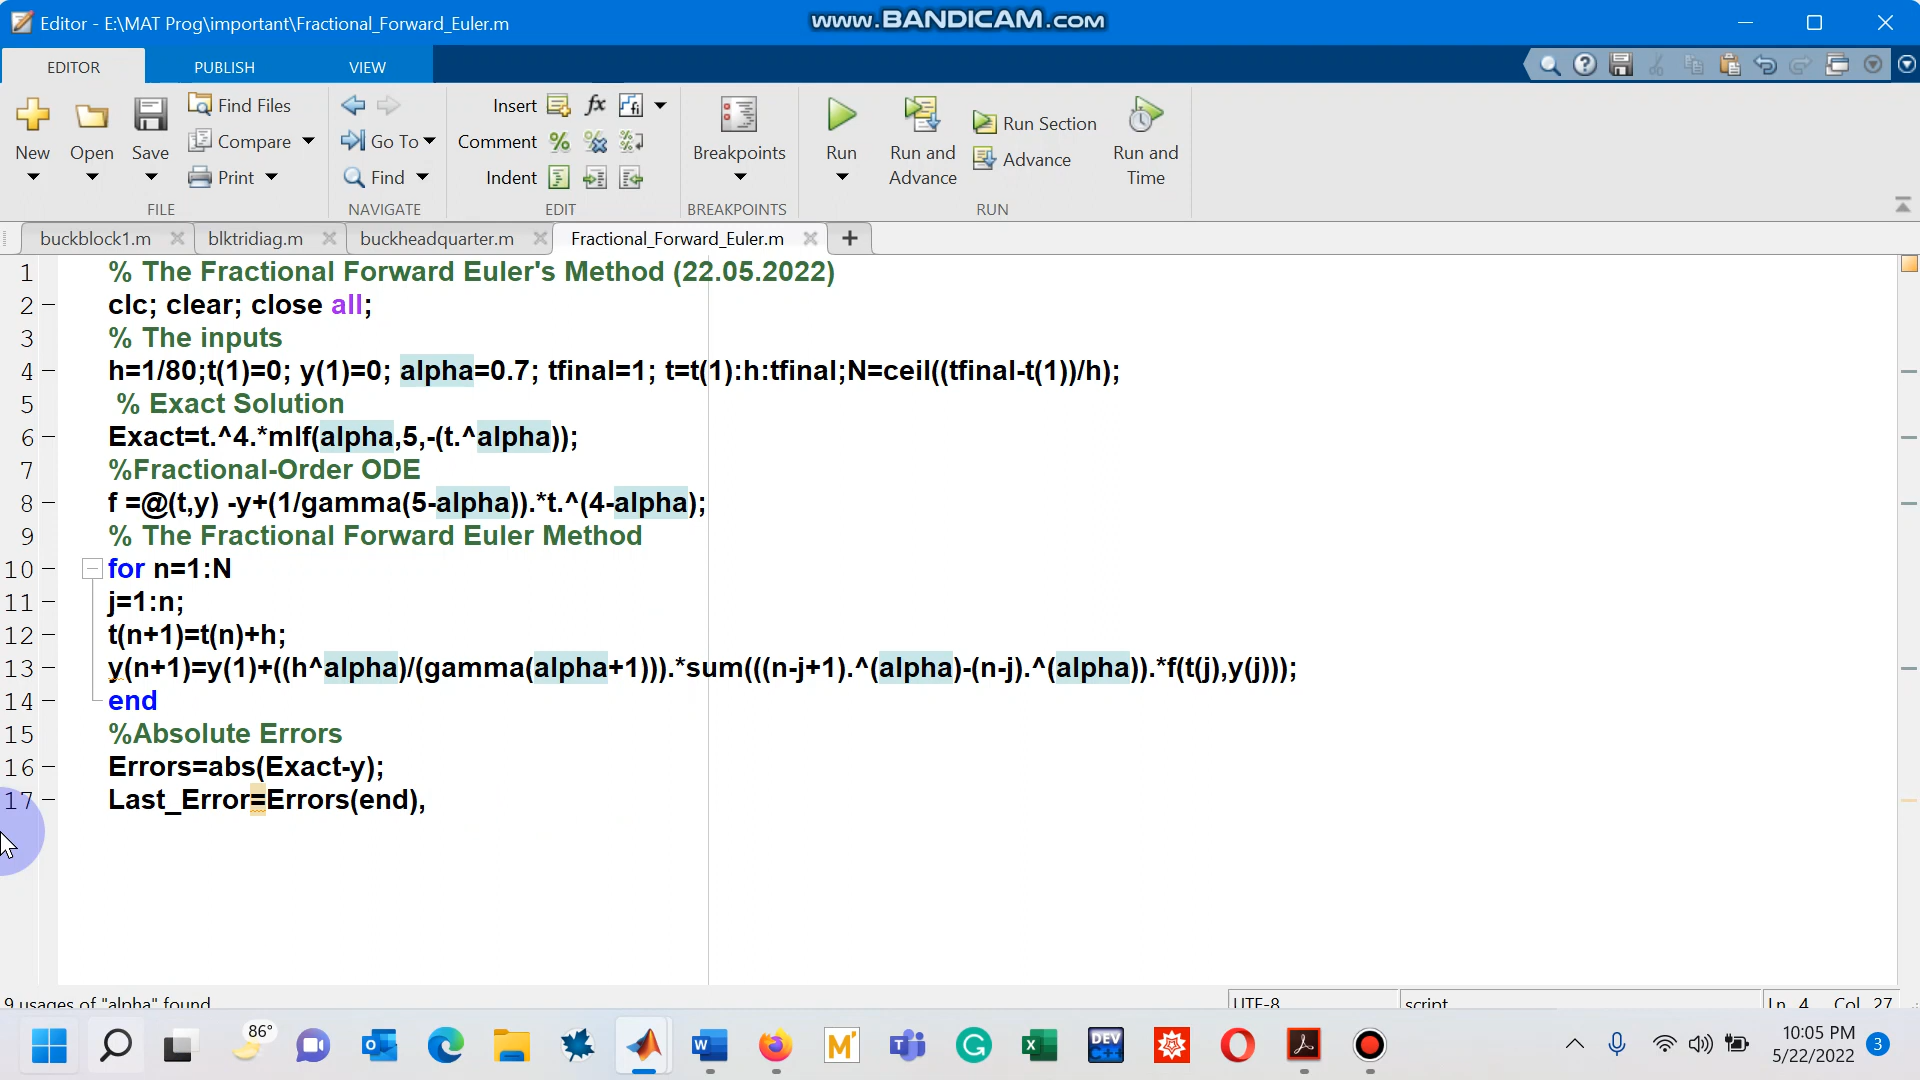 Editor - E:\MAT Prog\important\Fractional_Forward_Euler.m
www.BANDICAM.com
EDITOR PUBLISH VIEW
New Open Save Find Files Compare Print
Go To Find
Insert
Comment
Indent
Breakpoints Run Run and Advance Run Section Advance Run and Time
FILE NAVIGATE EDIT BREAKPOINTS RUN
buckblock1.m blktridiag.m buckheadquarter.m Fractional_Forward_Euler.m
1 % The Fractional Forward Euler's Method (22.05.2022)
2 clc; clear; close all;
3 % The inputs
4 h=1/80;t(1)=0; y(1)=0; alpha=0.7; tfinal=1; t=t(1):h:tfinal;N=ceil((tfinal-t(1))/h);
5 % Exact Solution
6 Exact=t.^4.*mlf(alpha,5,-(t.^alpha));
7 %Fractional-Order ODE
8 f =@(t,y) -y+(1/gamma(5-alpha)).*t.^(4-alpha);
9 % The Fractional Forward Euler Method
10 for n=1:N
11 j=1:n;
12 t(n+1)=t(n)+h;
13 y(n+1)=y(1)+((h^alpha)/(gamma(alpha+1))).*sum(((n-j+1).^(alpha)-(n-j).^(alpha)).*f(t(j),y(j)));
14 end
15 %Absolute Errors
16 Errors=abs(Exact-y);
17 Last_Error=Errors(end),
9 usages of "alpha" found
UTF-8 script Ln 4 Col 27
86°
DEV C++
10:05 PM
5/22/2022
3